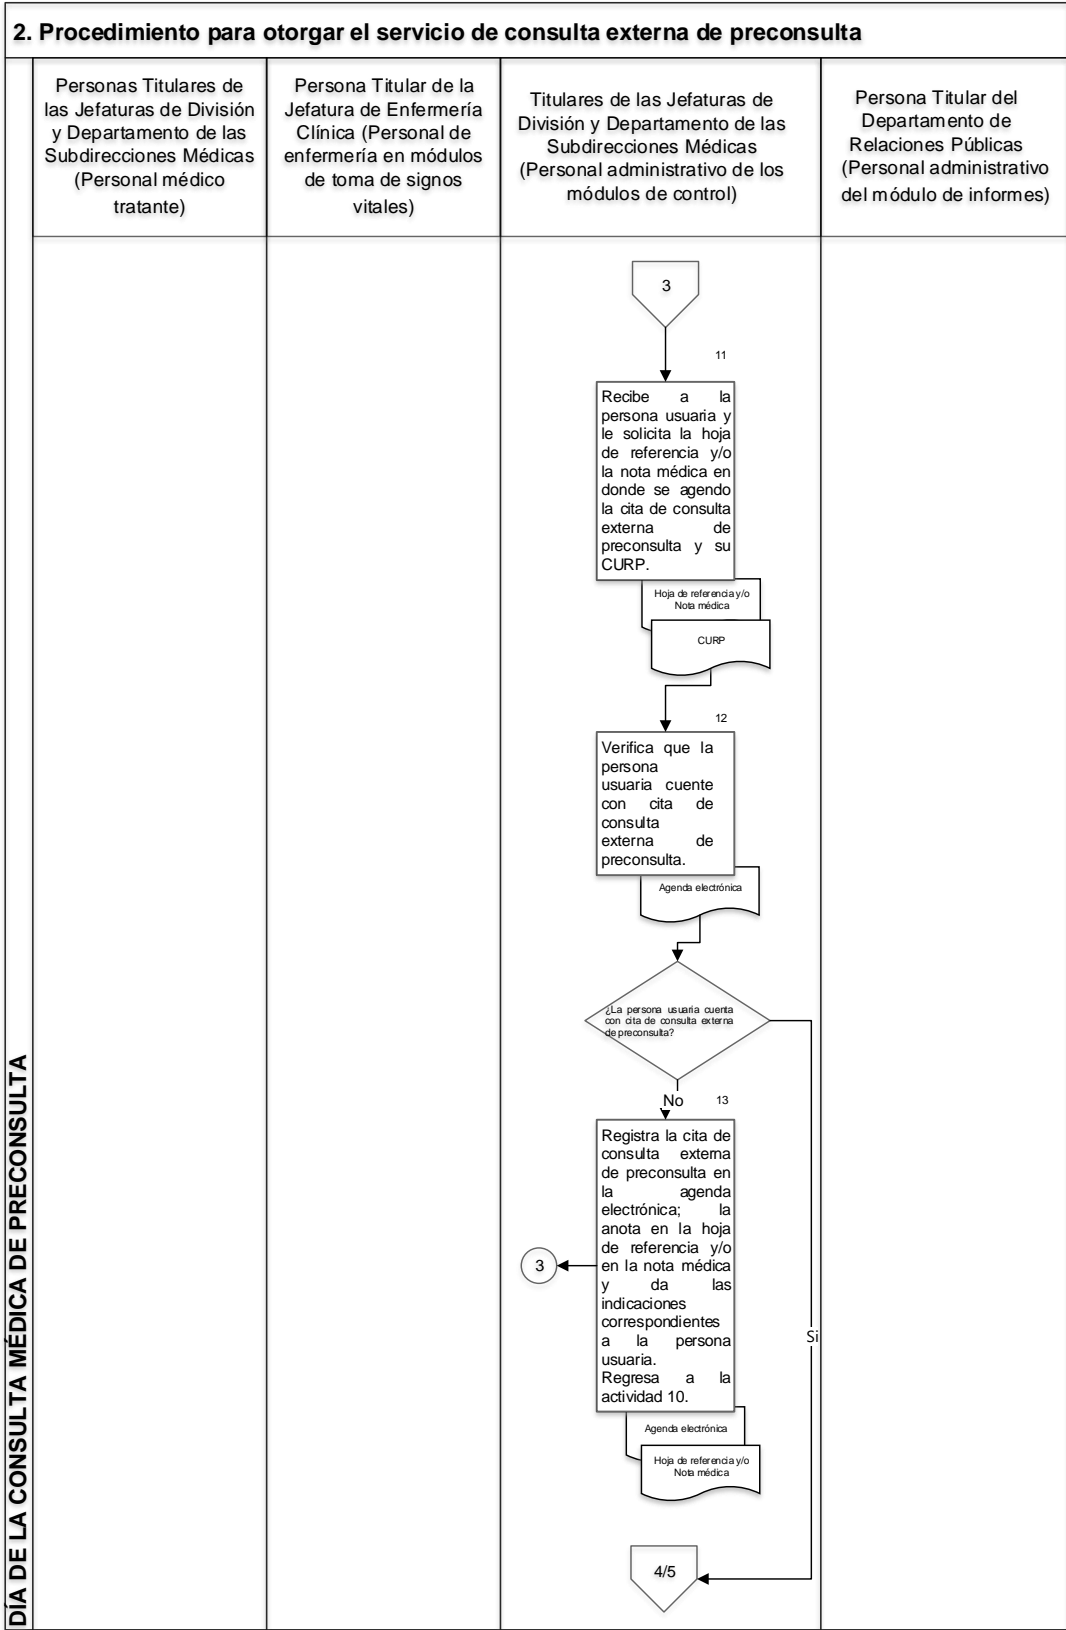 2. Procedimiento para otorgar el servicio de consulta externa de preconsulta
Personas Titulares de
las Jefaturas de División
y Departamento de las
Subdirecciones Médicas
(Personal médico
tratante)
Persona Titular de la
Jefatura de Enfermería
Clínica (Personal de
enfermería en módulos
de toma de signos
vitales)
Titulares de las Jefaturas de
División y Departamento de las
Subdirecciones Médicas
(Personal administrativo de los
módulos de control)
Persona Titular del
Departamento de
Relaciones Públicas
(Personal administrativo
del módulo de informes)
DÍA DE LA CONSULTA MÉDICA DE PRECONSULTA
3
11
Recibe a la
persona usuaria y
le solicita la hoja
de referencia y/o
la nota médica en
donde se agendo
la cita de consulta
externa de
preconsulta y su
CURP.
Hoja de referencia y/o
Nota médica
CURP
12
Verifica que la
persona
usuaria cuente
con cita de
consulta
externa de
preconsulta.
Agenda electrónica
¿La persona usuaria cuenta
con cita de consulta externa
de preconsulta?
No
13
Registra la cita de
consulta externa
de preconsulta en
la agenda
electrónica; la
anota en la hoja
de referencia y/o
en la nota médica
y da las
indicaciones
correspondientes
a la persona
usuaria.
Regresa a la
actividad 10.
3
Si
Agenda electrónica
Hoja de referencia y/o
Nota médica
4/5